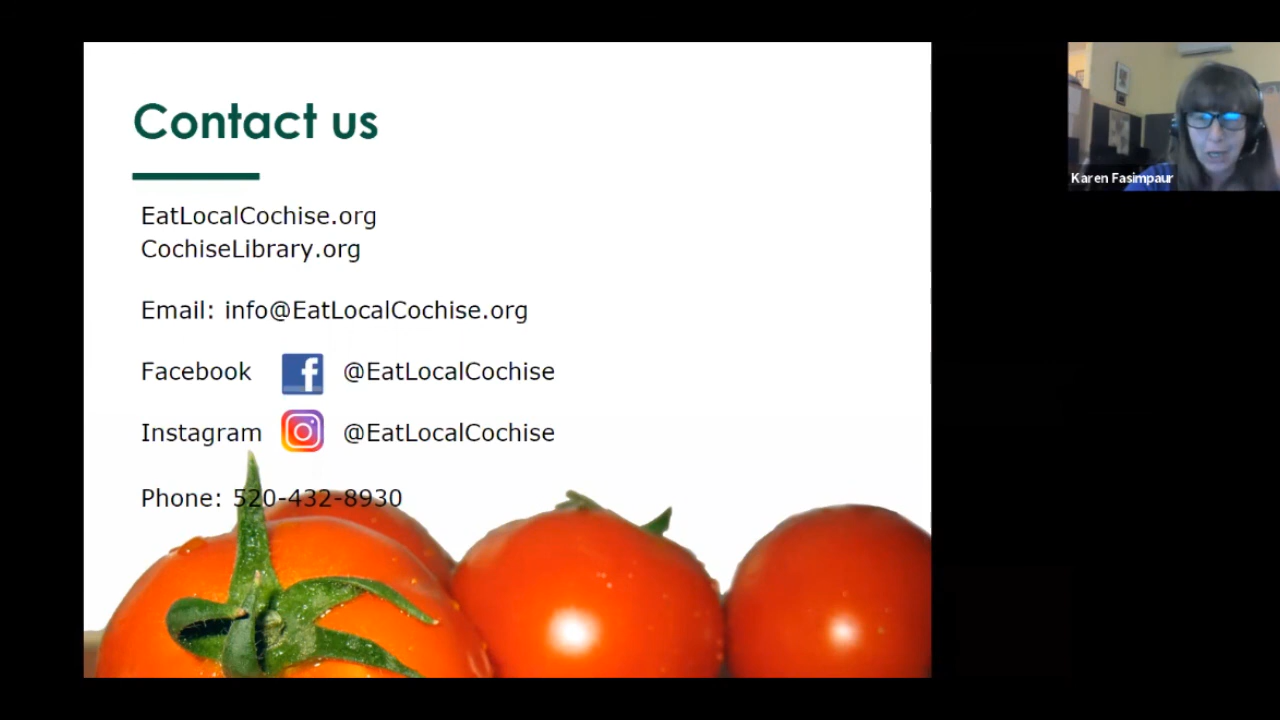 Contact us
EatLocalCochise.org
CochiseLibrary.org
Email: info@EatLocalCochise.org
Facebook @EatLocalCochise
Instagram @EatLocalCochise
Phone: 520-432-8930
Karen Fasimpaur